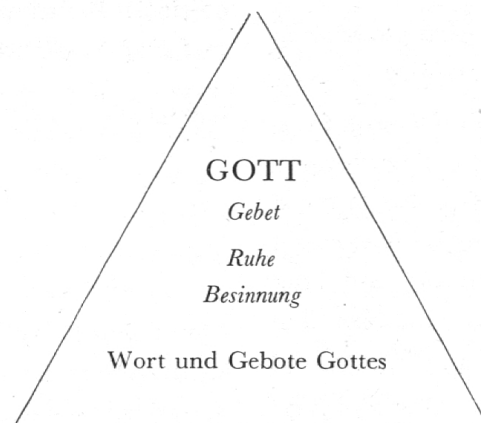 GOTT
Gebet
Ruhe
Besinnung
Wort und Gebote Gottes